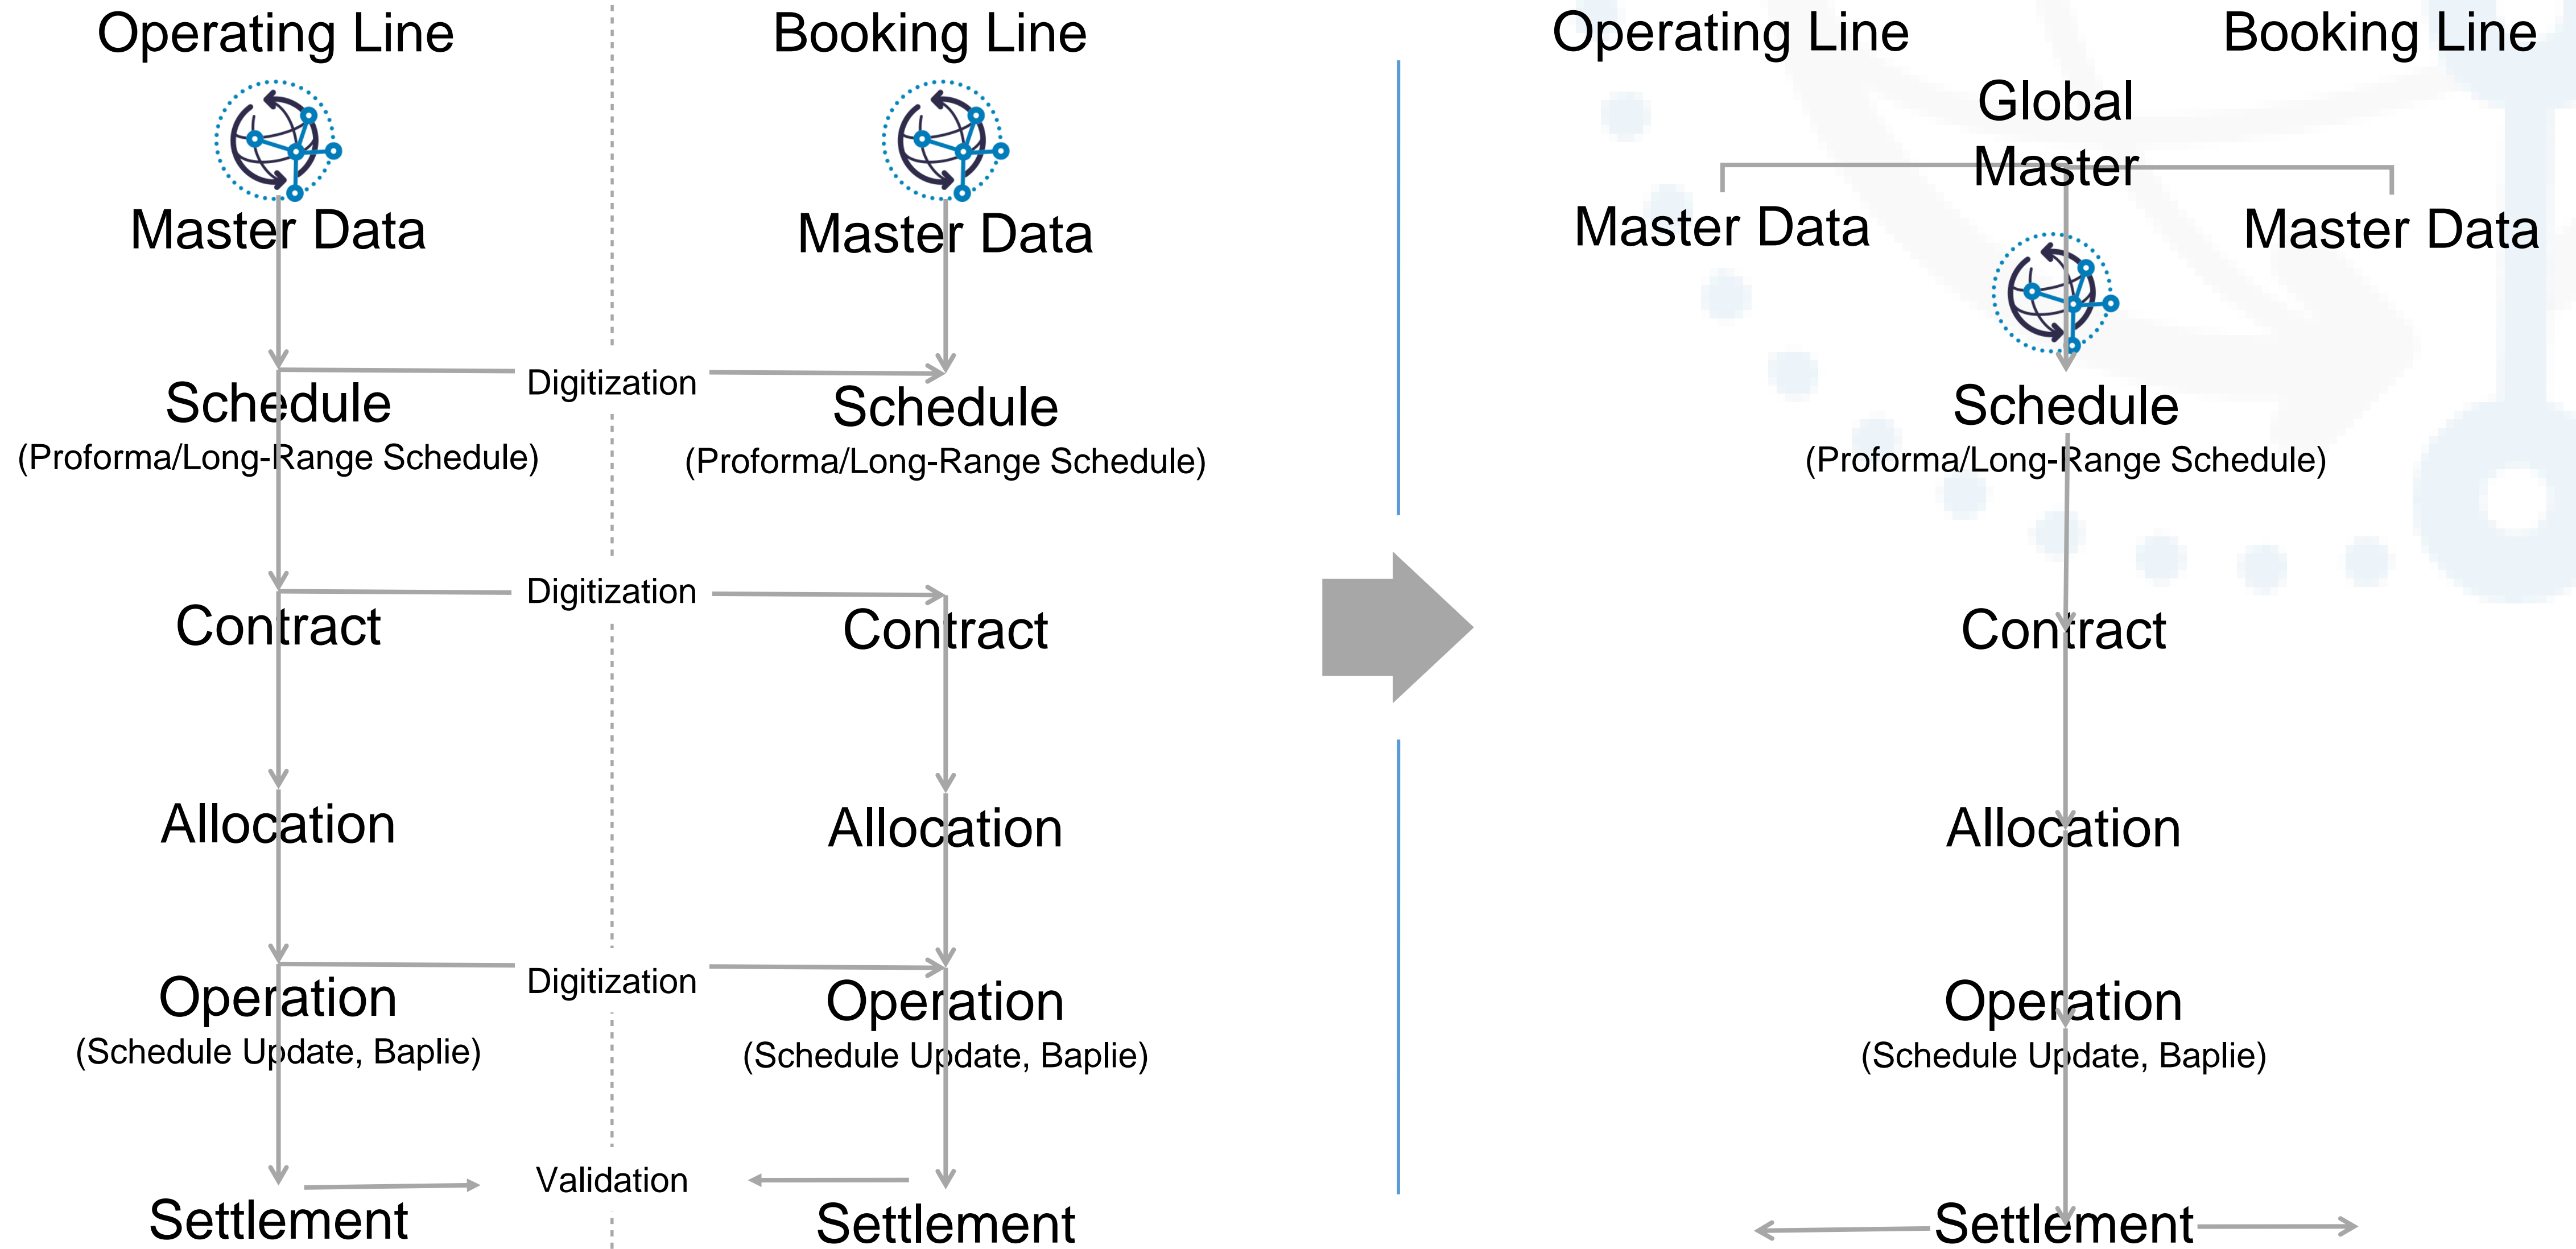 Operating Line
Booking Line
Master Data
Master Data
Digitization
Schedule
(Proforma/Long-Range Schedule)
Schedule
(Proforma/Long-Range Schedule)
Digitization
Contract
Contract
Allocation
Allocation
Digitization
Operation
(Schedule Update, Baplie)
Operation
(Schedule Update, Baplie)
Validation
Settlement
Settlement
Operating Line
Booking Line
Global
Master
Master Data
Master Data
Schedule
(Proforma/Long-Range Schedule)
Contract
Allocation
Operation
(Schedule Update, Baplie)
Settlement